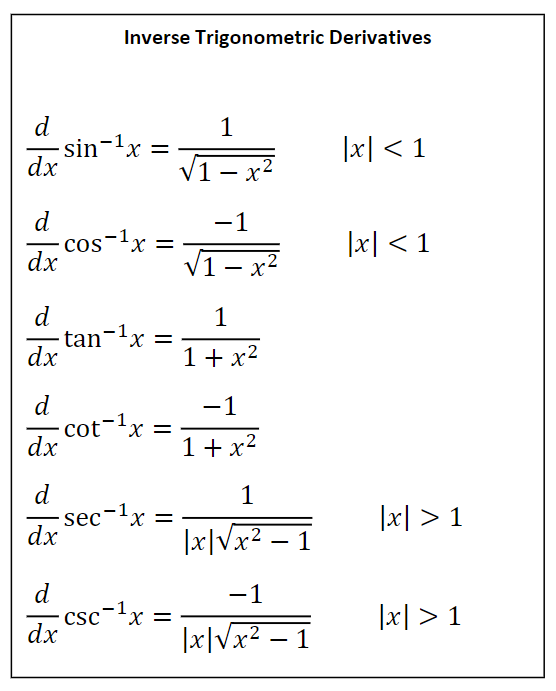 Inverse Trigonometric Derivatives
d/dx sin⁻¹x = 1/√(1 − x²) |x| < 1
d/dx cos⁻¹x = −1/√(1 − x²) |x| < 1
d/dx tan⁻¹x = 1/(1 + x²)
d/dx cot⁻¹x = −1/(1 + x²)
d/dx sec⁻¹x = 1/(|x|√(x² − 1)) |x| > 1
d/dx csc⁻¹x = −1/(|x|√(x² − 1)) |x| > 1